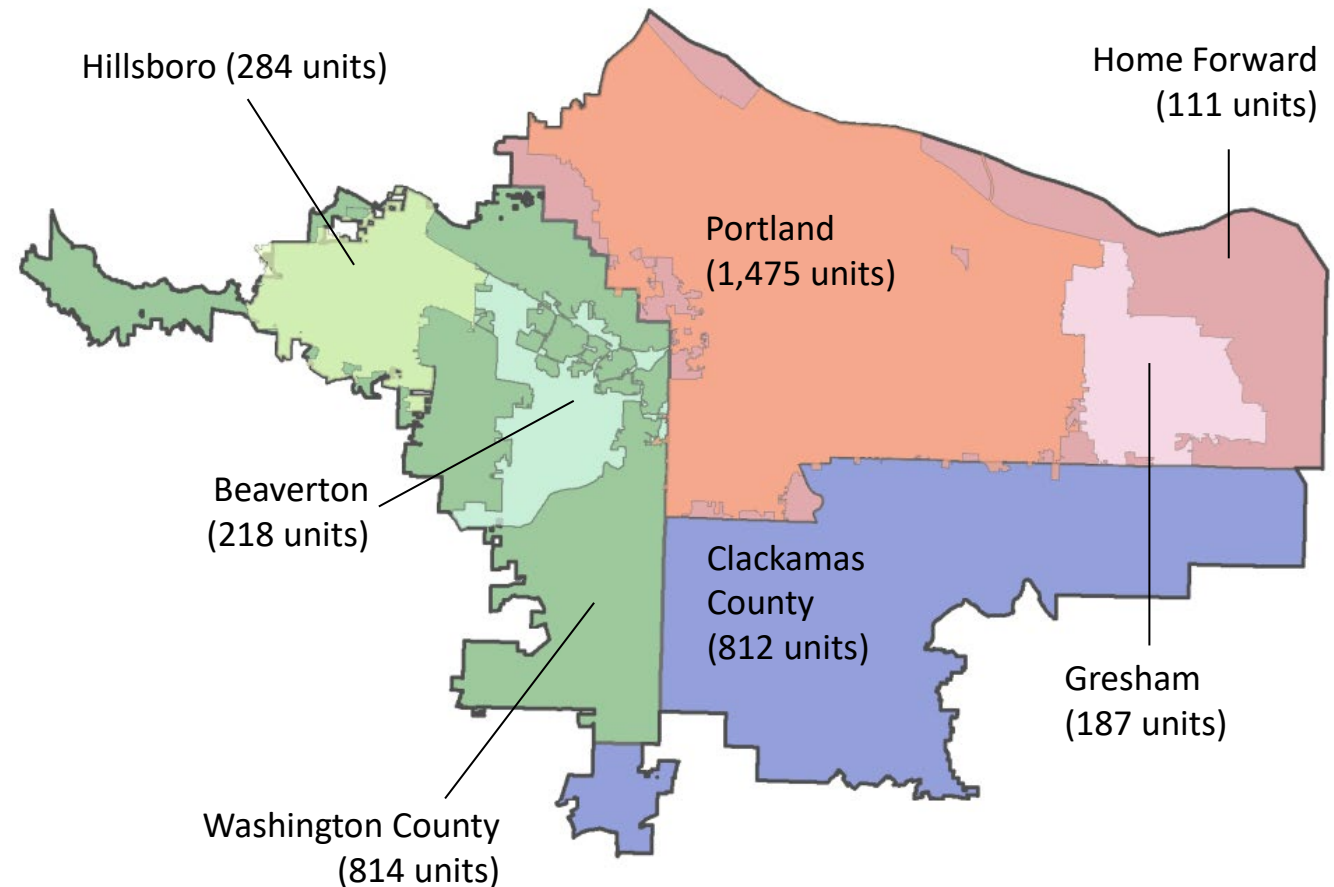 Hillsboro (284 units)
Home Forward
(111 units)
Portland
(1,475 units)
Beaverton
(218 units)
Clackamas
County
(812 units)
Gresham
(187 units)
Washington County
(814 units)